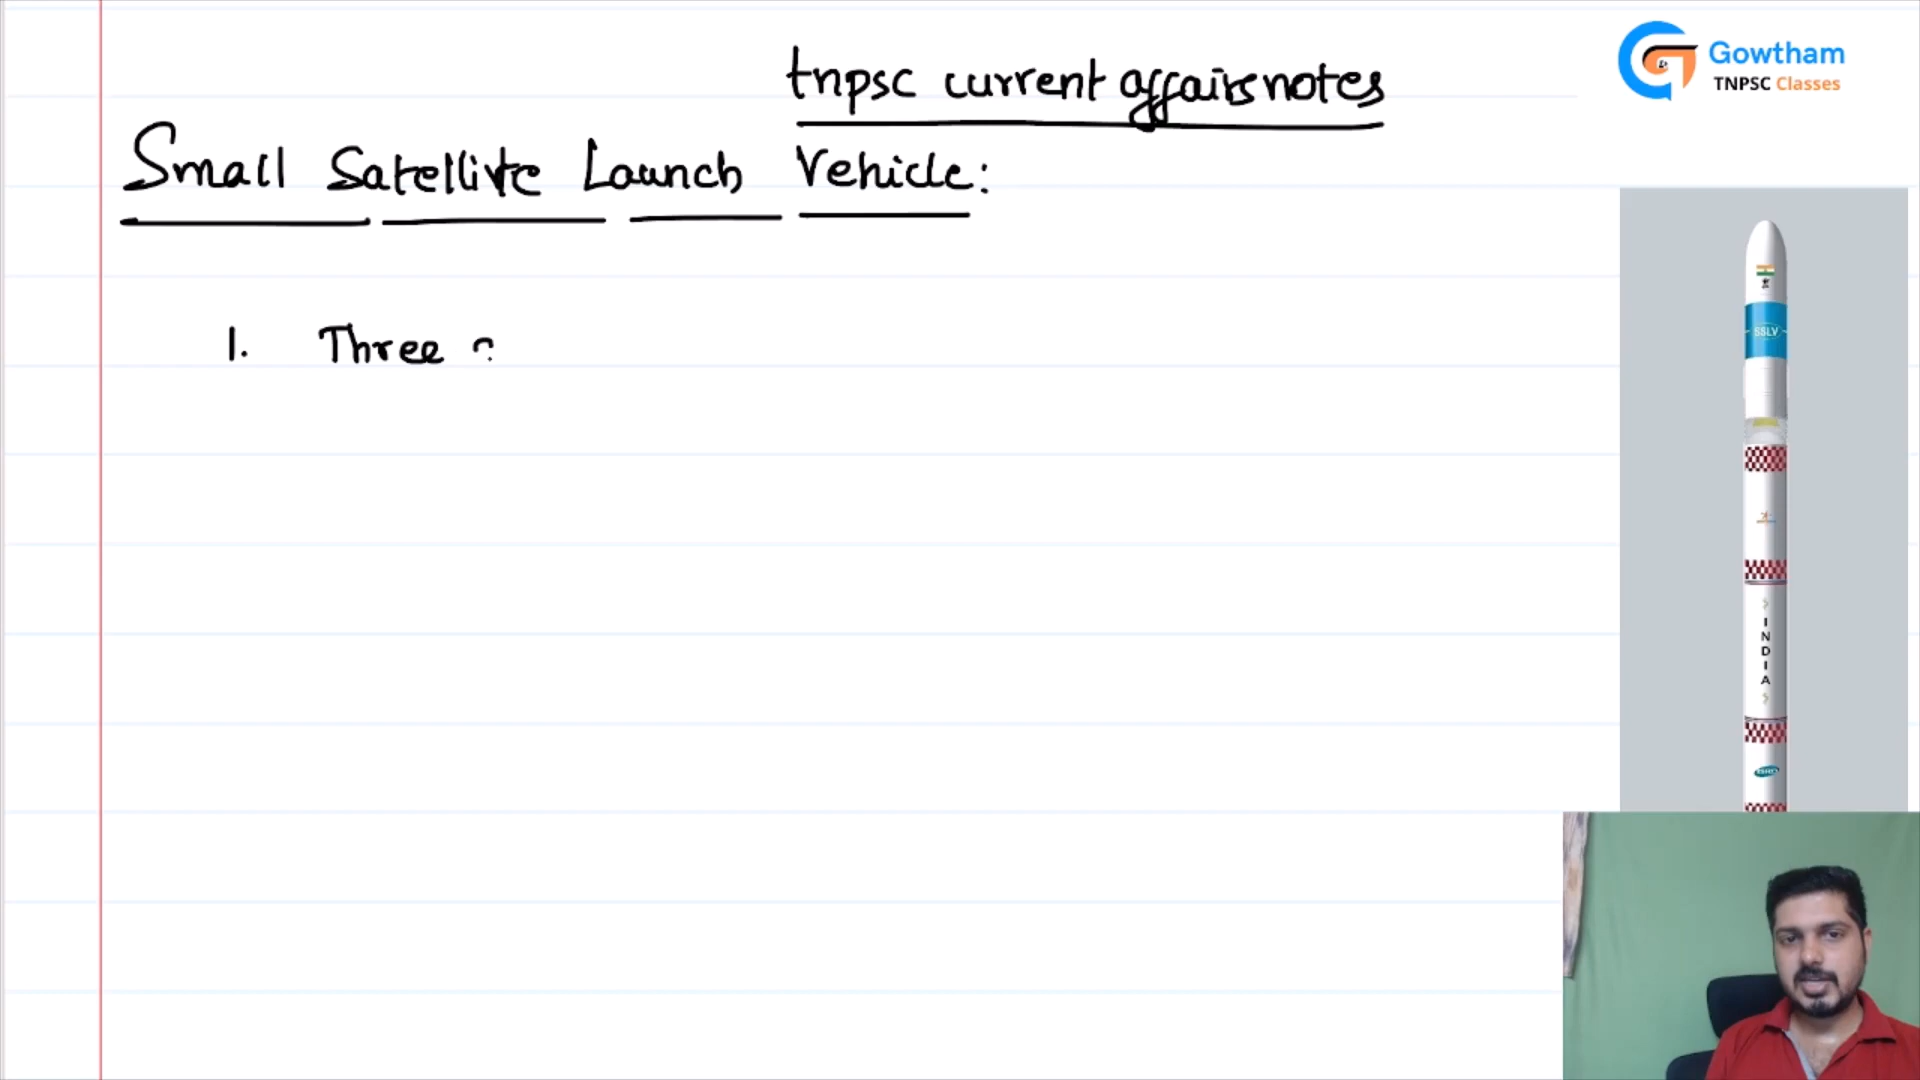 tnpsc current affairs notes
Gowtham
TNPSC Classes
Small Satellite Launch Vehicle:
1. Three
SSLV
INDIA